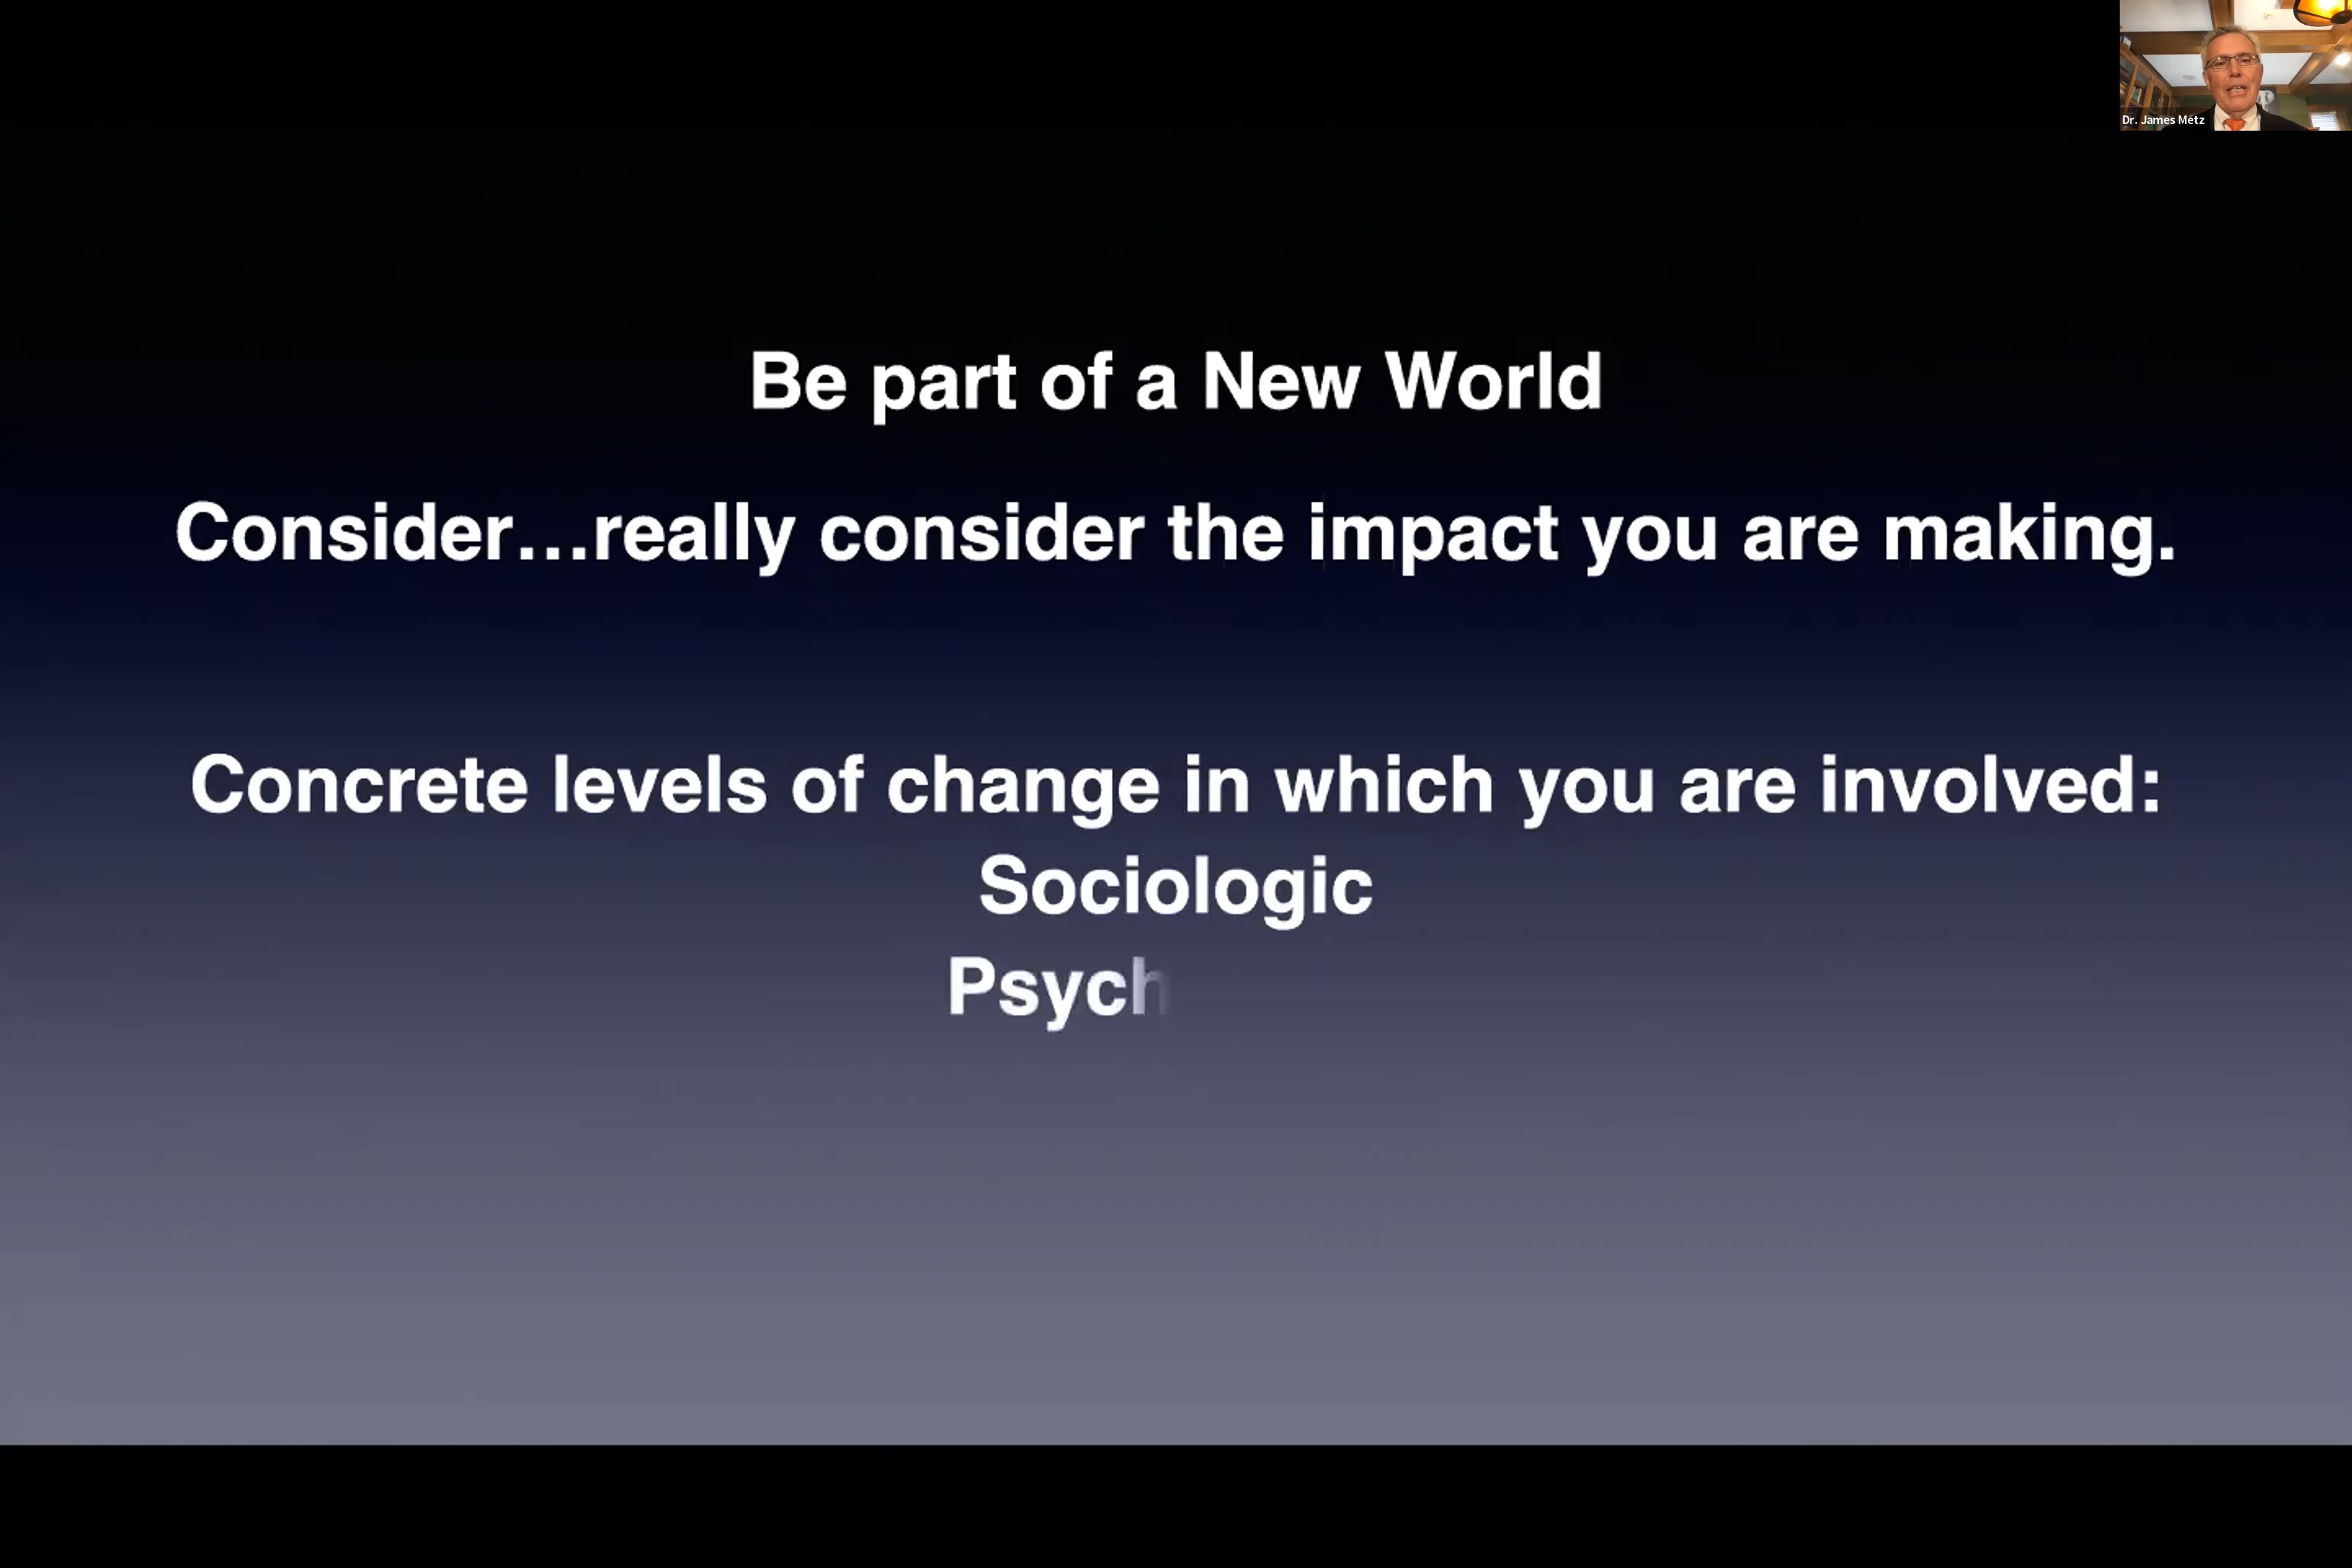 Dr. James Metz
Be part of a New World
Consider...really consider the impact you are making.
Concrete levels of change in which you are involved:
Sociologic
Psych